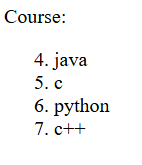 Course:
4. java
5. c
6. python
7. c++